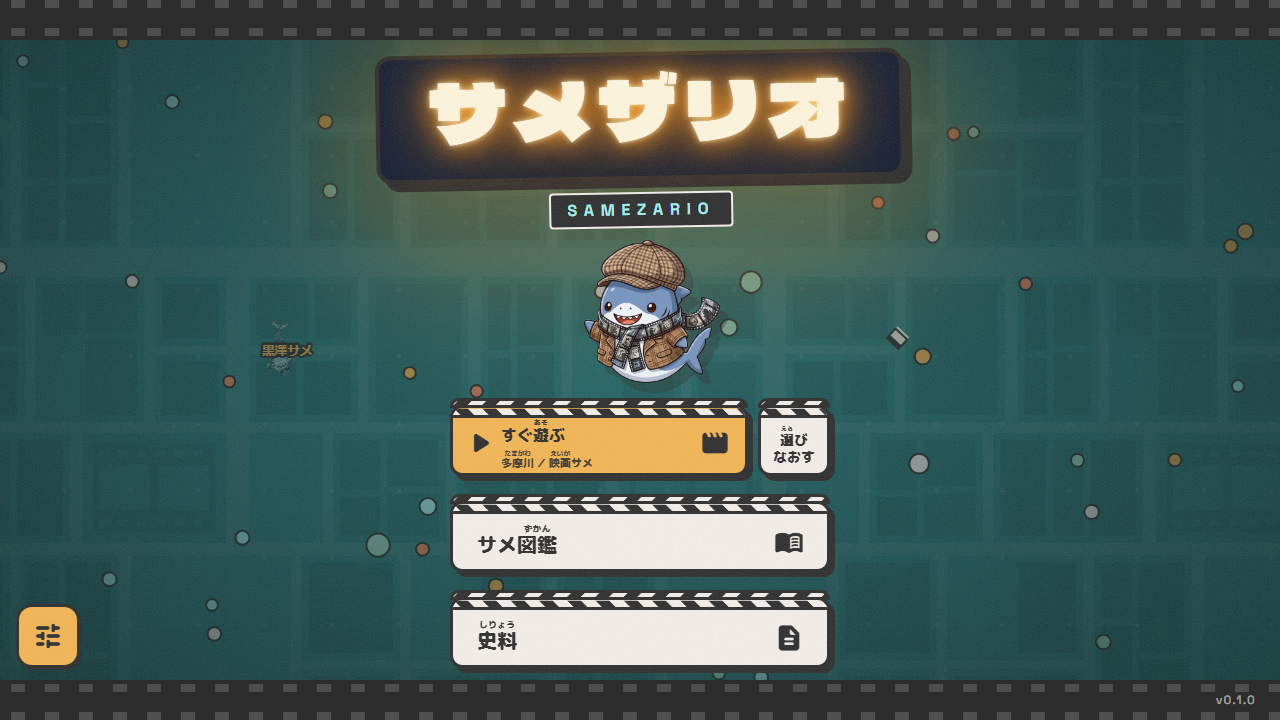 サメザリオ
SAMEZARIO
黒澤サメ
あそ
すぐ遊ぶ
たまがわ えいが
多摩川 / 映画サメ
えら
選び
なおす
ずかん
サメ図鑑
しりょう
史料
v0.1.0